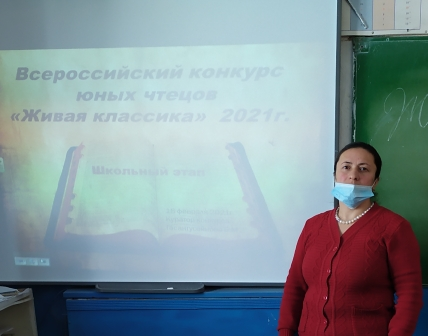 Всероссийский конкурс
юных чтецов
«Живая классика» 2021г.
Школьный этап